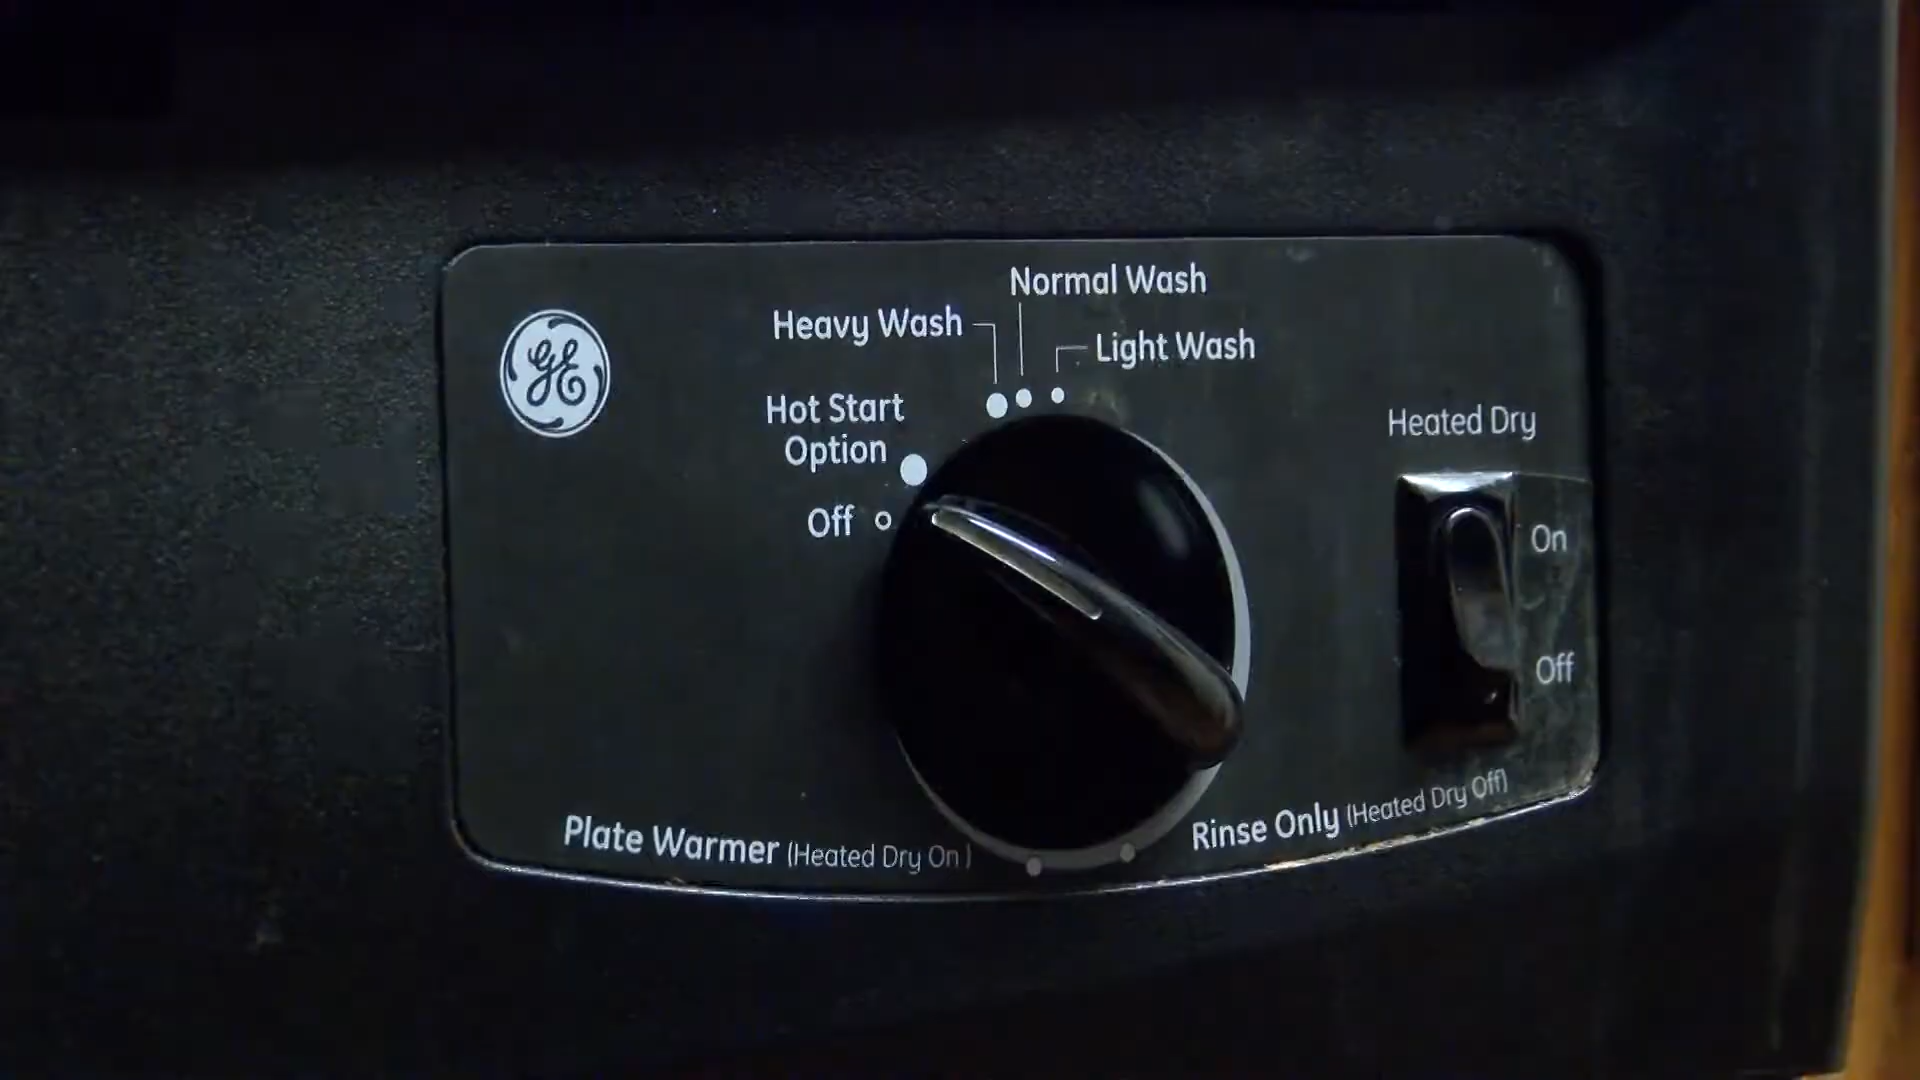 GE
Normal Wash
Heavy Wash
Light Wash
Hot Start
Option
Off
Heated Dry
On
Off
Plate Warmer (Heated Dry On)
Rinse Only (Heated Dry Off)